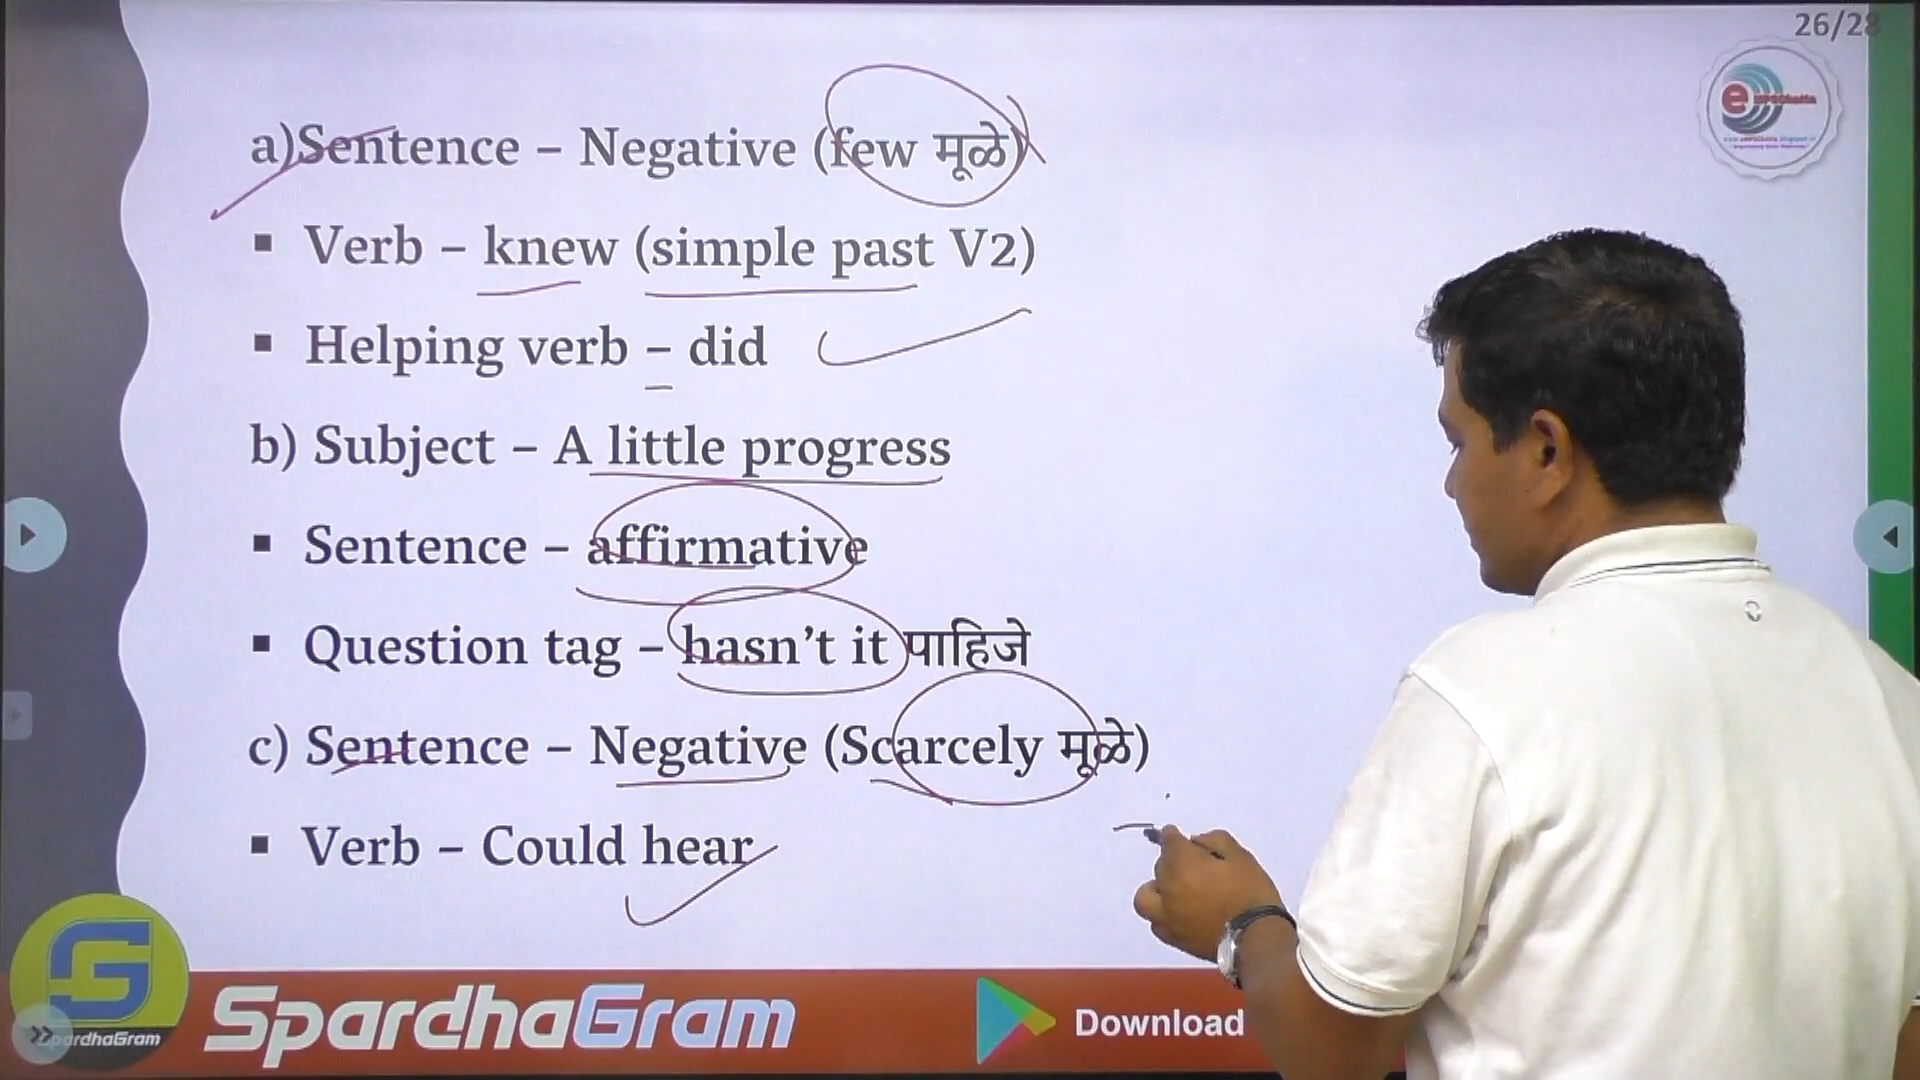 26/28
a)Sentence – Negative (few मूळे)
▪ Verb – knew (simple past V2)
▪ Helping verb – did
b) Subject – A little progress
▪ Sentence – affirmative
▪ Question tag – hasn’t it पाहिजे
c) Sentence – Negative (Scarcely मूळे)
▪ Verb – Could hear
SpardhaGram
Download